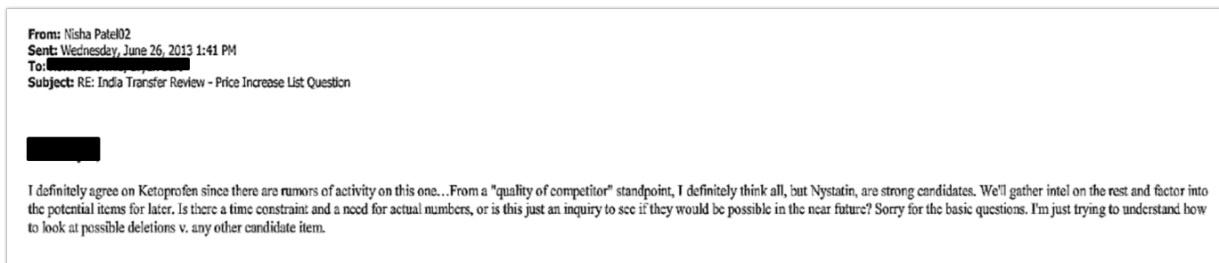 From: Nisha Patel02
Sent: Wednesday, June 26, 2013 1:41 PM
To:
Subject: RE: India Transfer Review - Price Increase List Question
I definitely agree on Ketoprofen since there are rumors of activity on this one…From a "quality of competitor" standpoint, I definitely think all, but Nystatin, are strong candidates. We'll gather intel on the rest and factor into
the potential items for later. Is there a time constraint and a need for actual numbers, or is this just an inquiry to see if they would be possible in the near future? Sorry for the basic questions. I'm just trying to understand how
to look at possible deletions v. any other candidate item.